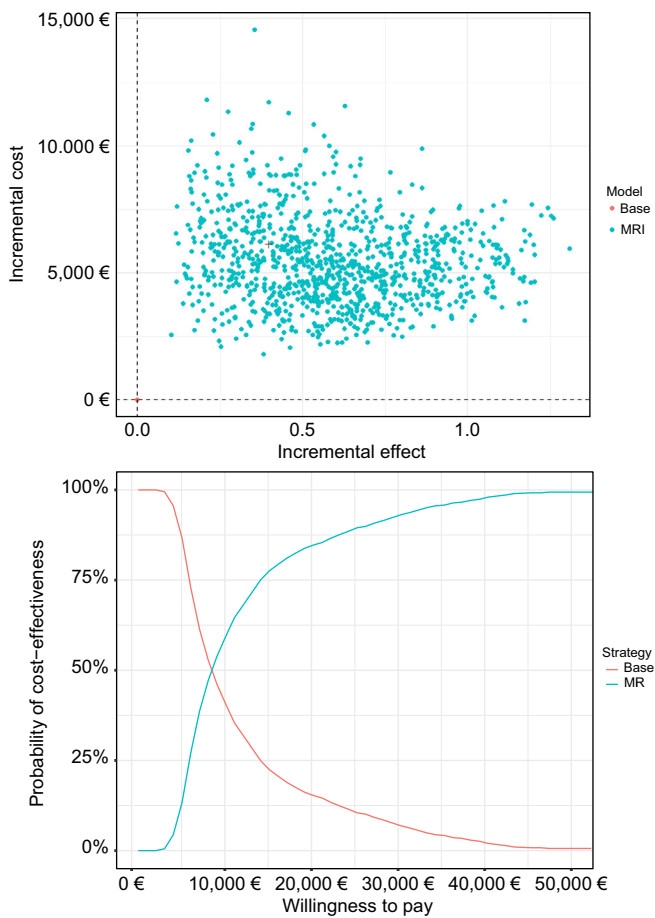 15,000 €
10.000 €
5,000 €
0 €
Incremental cost
0.0
0.5
1.0
Incremental effect
Model
Base
MRI
100%
75%
50%
25%
0%
Probability of cost−effectiveness
0 €
10,000 €
20,000 €
30,000 €
40,000 €
50,000 €
Willingness to pay
Strategy
Base
MR